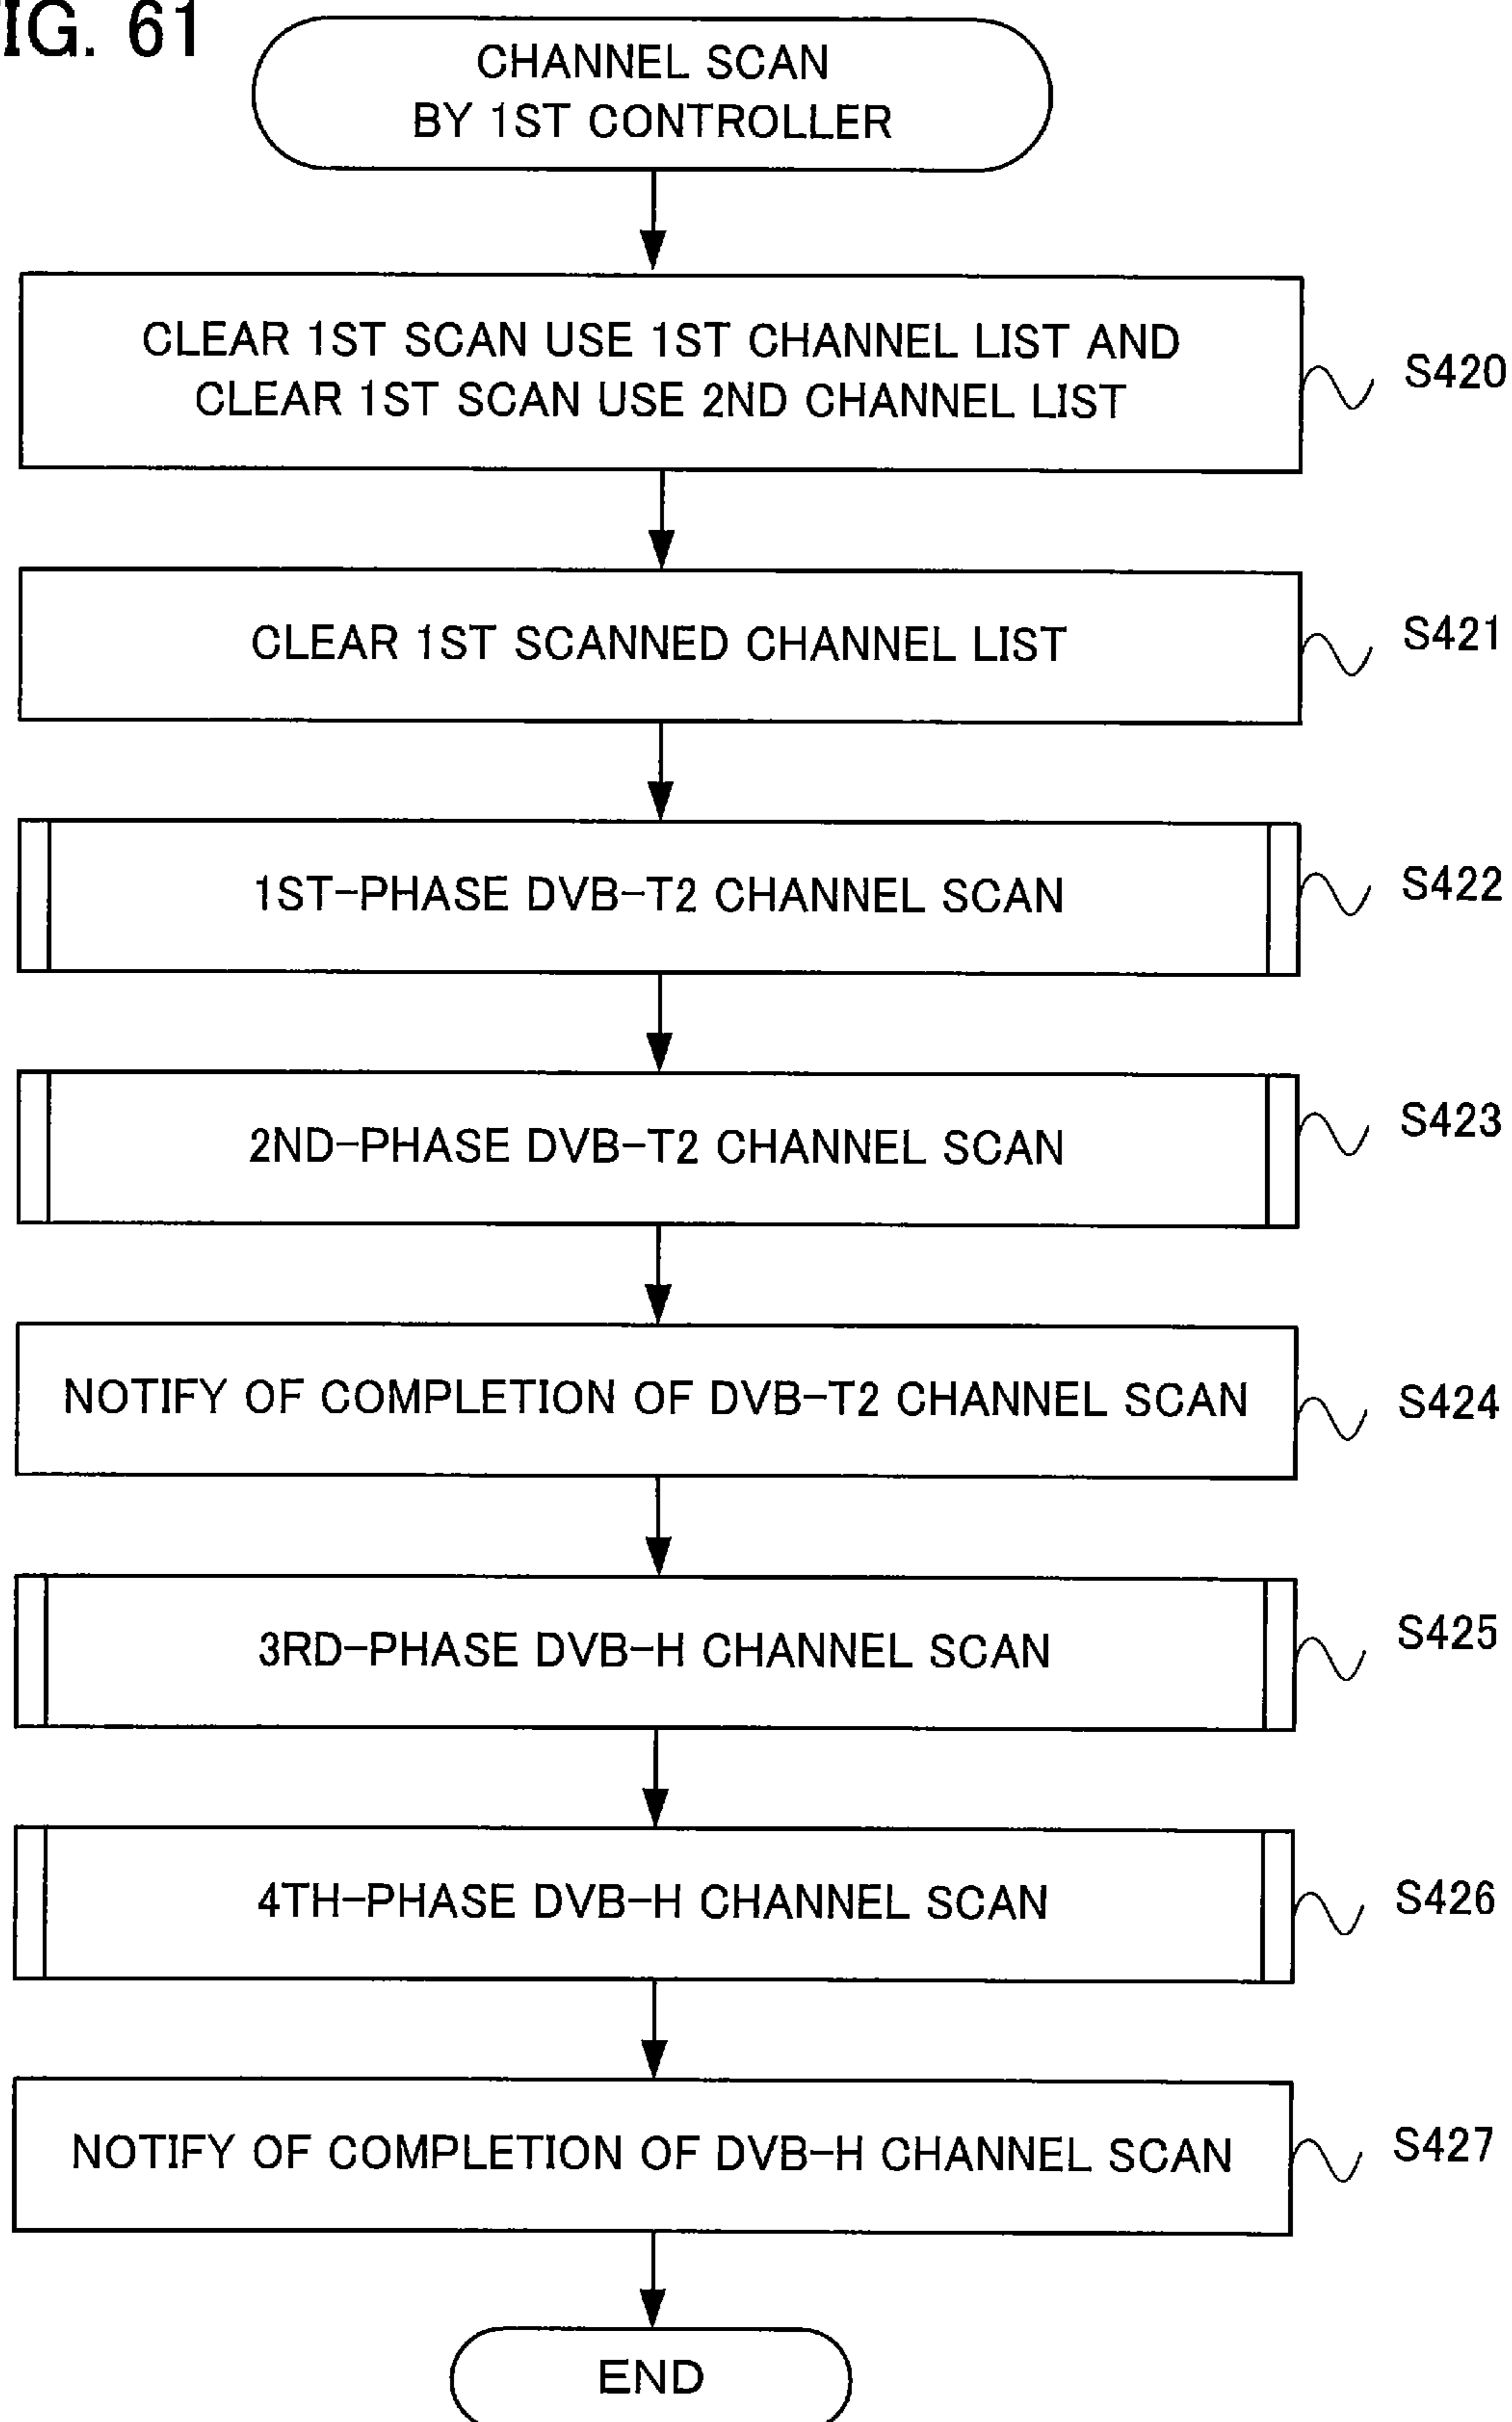 IG. 61
CHANNEL SCAN
BY 1ST CONTROLLER
CLEAR 1ST SCAN USE 1ST CHANNEL LIST AND
CLEAR 1ST SCAN USE 2ND CHANNEL LIST
S420
CLEAR 1ST SCANNED CHANNEL LIST
S421
1ST-PHASE DVB-T2 CHANNEL SCAN
S422
2ND-PHASE DVB-T2 CHANNEL SCAN
S423
NOTIFY OF COMPLETION OF DVB-T2 CHANNEL SCAN
S424
3RD-PHASE DVB-H CHANNEL SCAN
S425
4TH-PHASE DVB-H CHANNEL SCAN
S426
NOTIFY OF COMPLETION OF DVB-H CHANNEL SCAN
S427
END